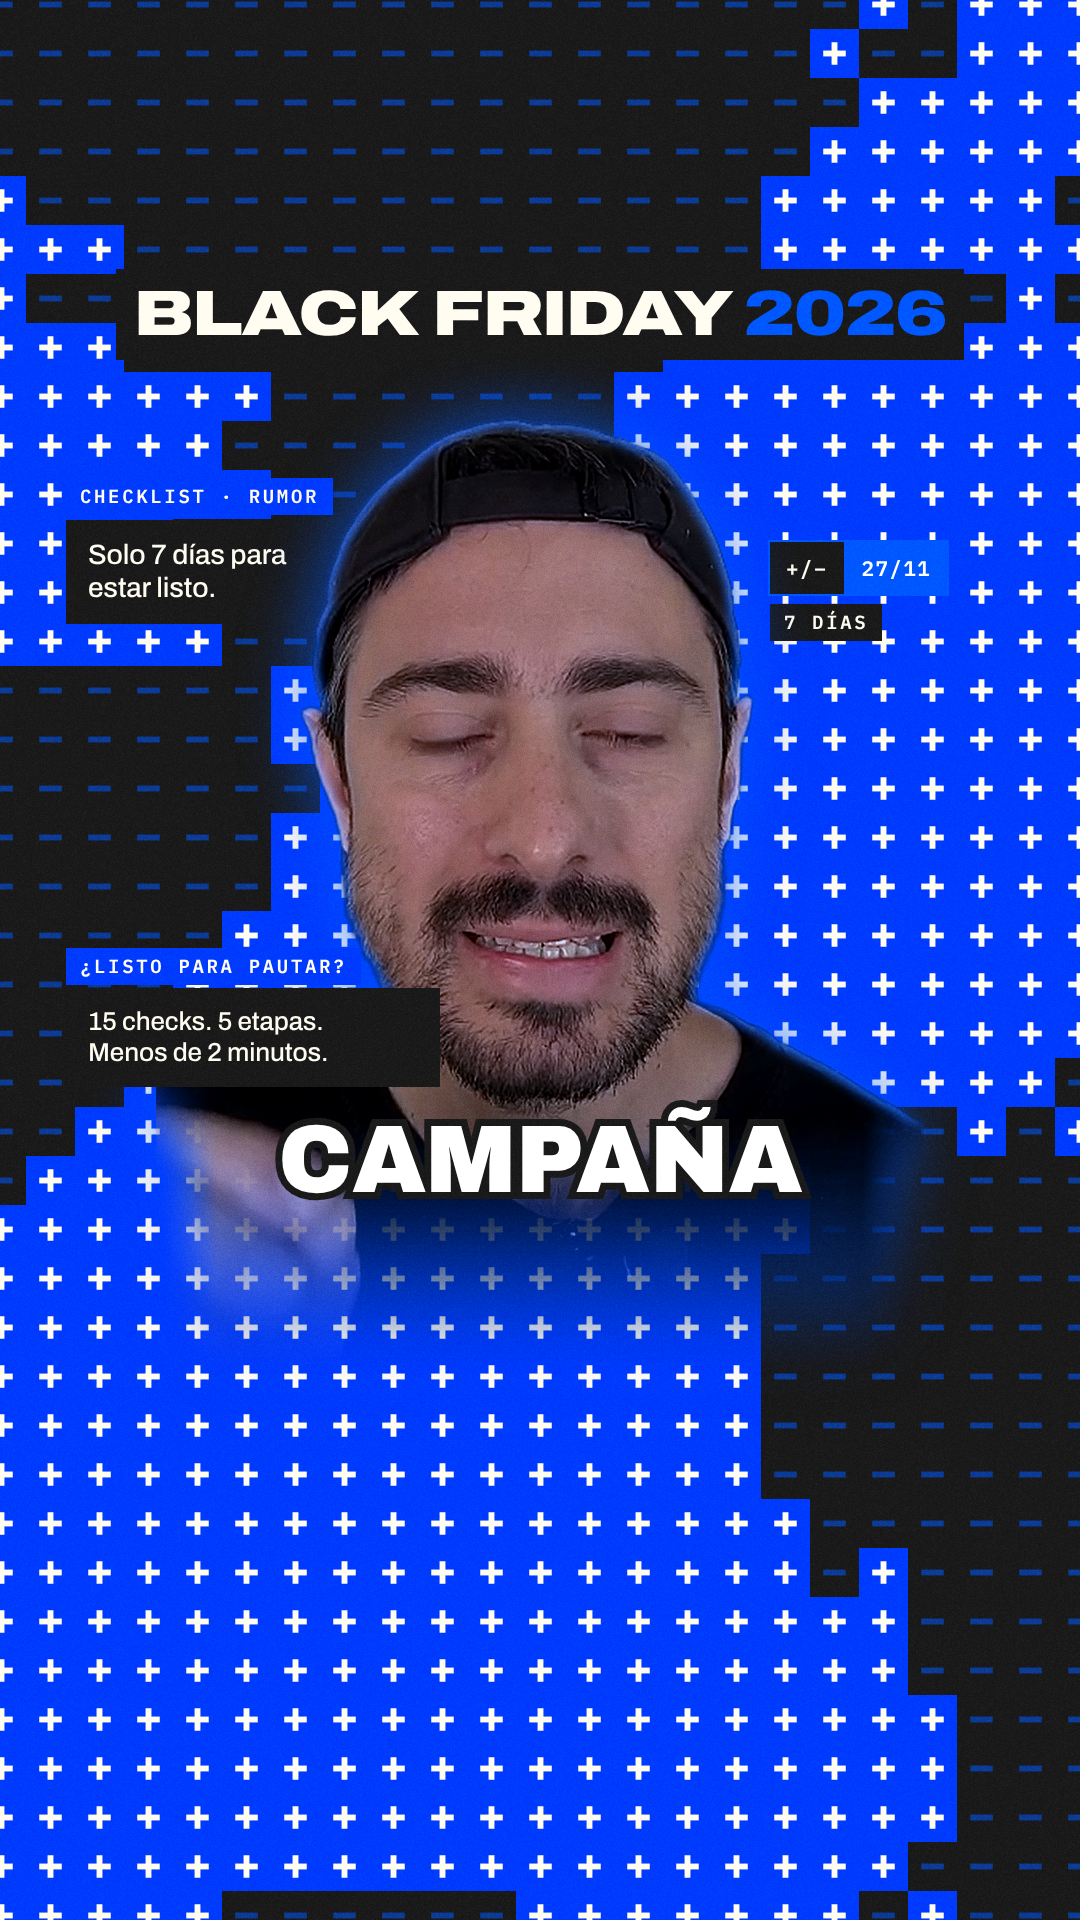 BLACK FRIDAY 2026
CHECKLIST · RUMOR
Solo 7 días para
estar listo.
+/− 27/11
7 DÍAS
¿LISTO PARA PAUTAR?
15 checks. 5 etapas.
Menos de 2 minutos.
CAMPAÑA